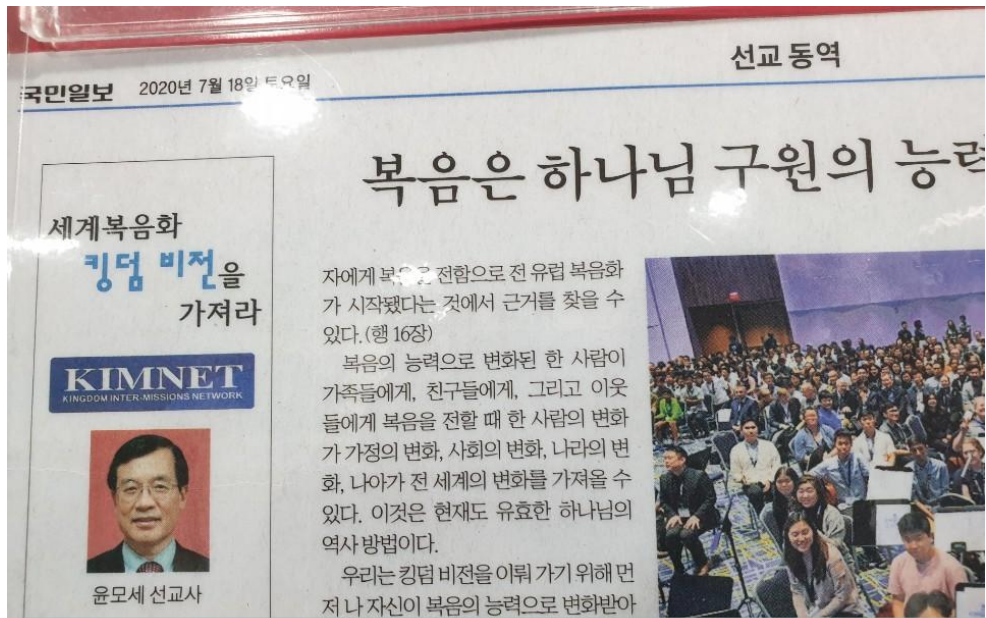 국민일보 2020년 7월 18일 토요일
선교 동역
복음은 하나님 구원의 능력
세계복음화
킹덤 비전을
가져라
KIMNET
KINGDOM INTER-MISSIONS NETWORK
윤모세 선교사
자에게 복음을 전함으로 전 유럽 복음화
가 시작됐다는 것에서 근거를 찾을 수
있다.(행 16장)
복음의 능력으로 변화된 한 사람이
가족들에게, 친구들에게, 그리고 이웃
들에게 복음을 전할 때 한 사람의 변화
가 가정의 변화, 사회의 변화, 나라의 변
화, 나아가 전 세계의 변화를 가져올 수
있다. 이것은 현재도 유효한 하나님의
역사 방법이다.
우리는 킹덤 비전을 이뤄 가기 위해 먼
저 나 자신이 복음의 능력으로 변화받아